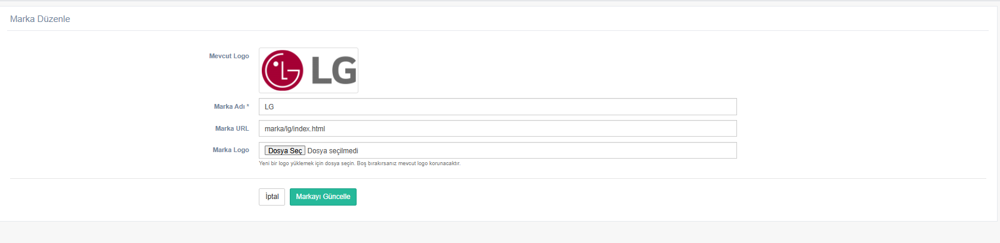 Marka Düzenle
Mevcut Logo
LG
Marka Adı *
LG
Marka URL
marka/lg/index.html
Marka Logo
Dosya Seç Dosya seçilmedi
Yeni bir logo yüklemek için dosya seçin. Boş bırakırsanız mevcut logo korunacaktır.
İptal
Markayı Güncelle